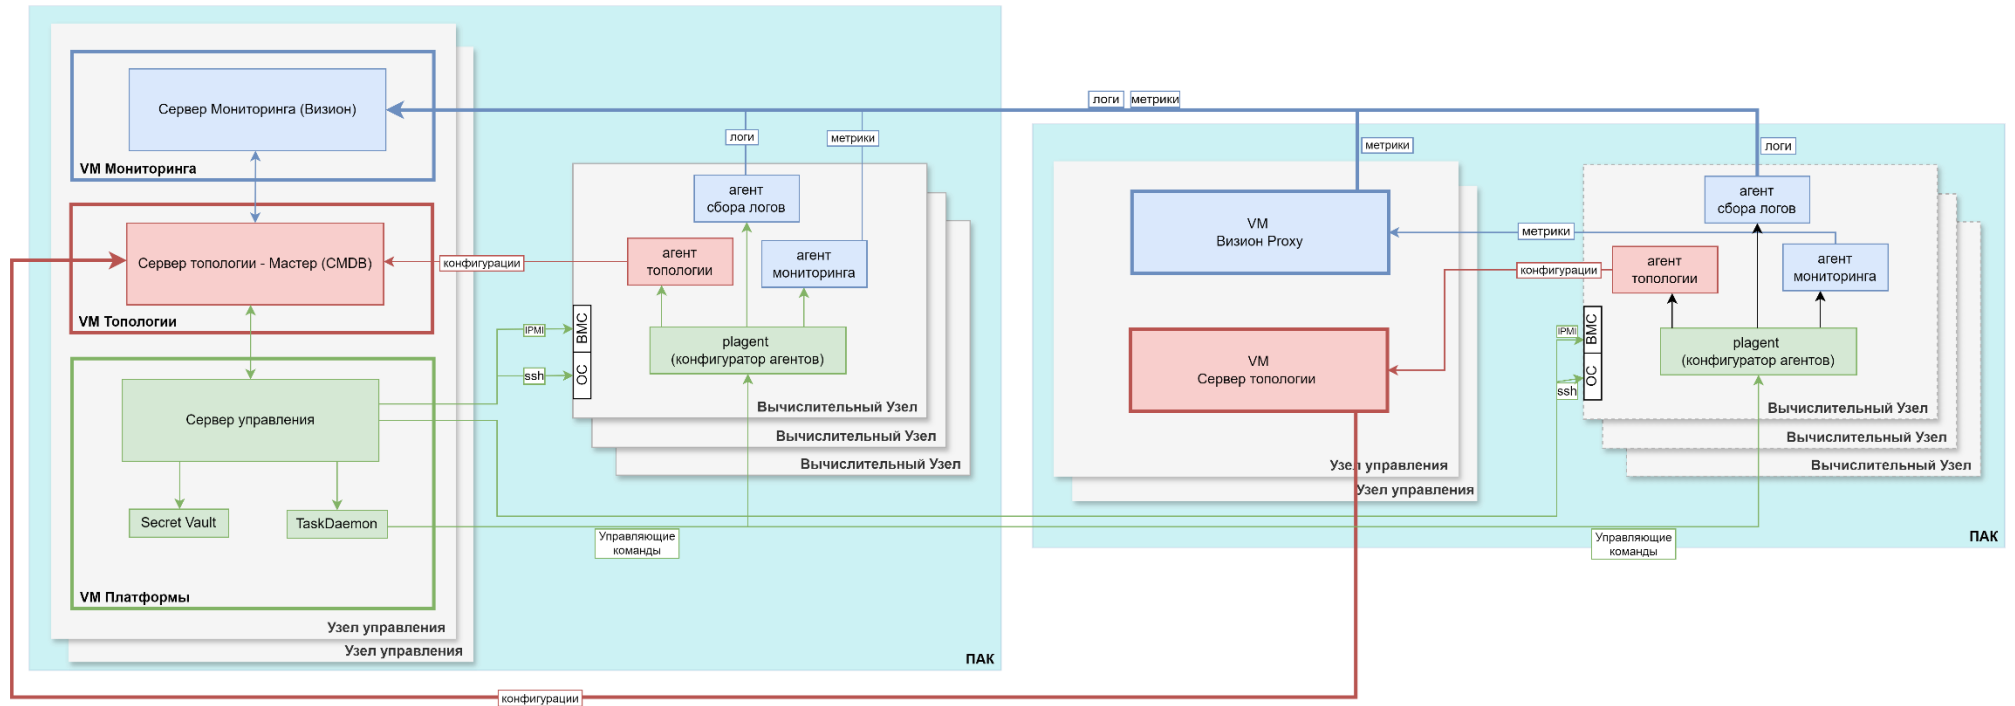 Сервер Мониторинга (Визион)
VM Мониторинга
Сервер топологии - Мастер (CMDB)
VM Топологии
Сервер управления
Secret Vault
TaskDaemon
VM Платформы
Узел управления
Узел управления
ПАК
логи
метрики
агент
сбора логов
агент
топологии
агент
мониторинга
конфигурации
IPMI
ssh
BMC
ОС
plagent
(конфигуратор агентов)
Вычислительный Узел
Вычислительный Узел
Вычислительный Узел
Управляющие
команды
логи
метрики
метрики
VM
Визион Proxy
VM
Сервер топологии
Узел управления
Узел управления
логи
агент
сбора логов
метрики
агент
мониторинга
конфигурации
агент
топологии
IPMI
ssh
BMC
ОС
plagent
(конфигуратор агентов)
Вычислительный Узел
Вычислительный Узел
Вычислительный Узел
Управляющие
команды
ПАК
конфигурации